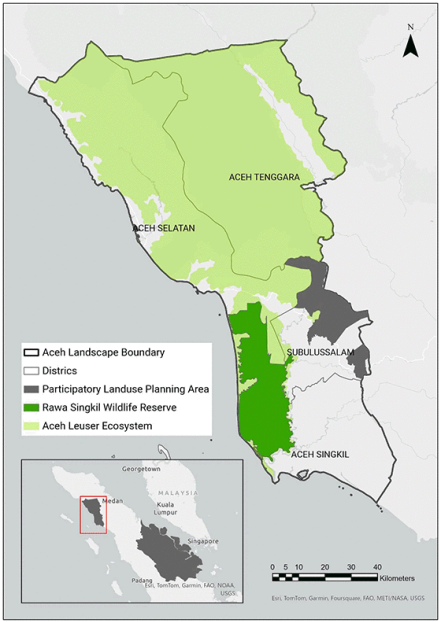 N
ACEH TENGGARA
ACEH SELATAN
SUBULUSSALAM
ACEH SINGKIL
Aceh Landscape Boundary
Districs
Participatory Landuse Planning Area
Rawa Singkil Wildlife Reserve
Aceh Leuser Ecosystem
Georgetown
MALAYSIA
Medan
Kuala
Lumpur
Singapore
Padang
Esri, TomTom, Garmin, FAO, NOAA,
USGS
0 5 10 20 30 40
Kilometers
Esri, TomTom, Garmin, Foursquare, FAO, METI/NASA, USGS